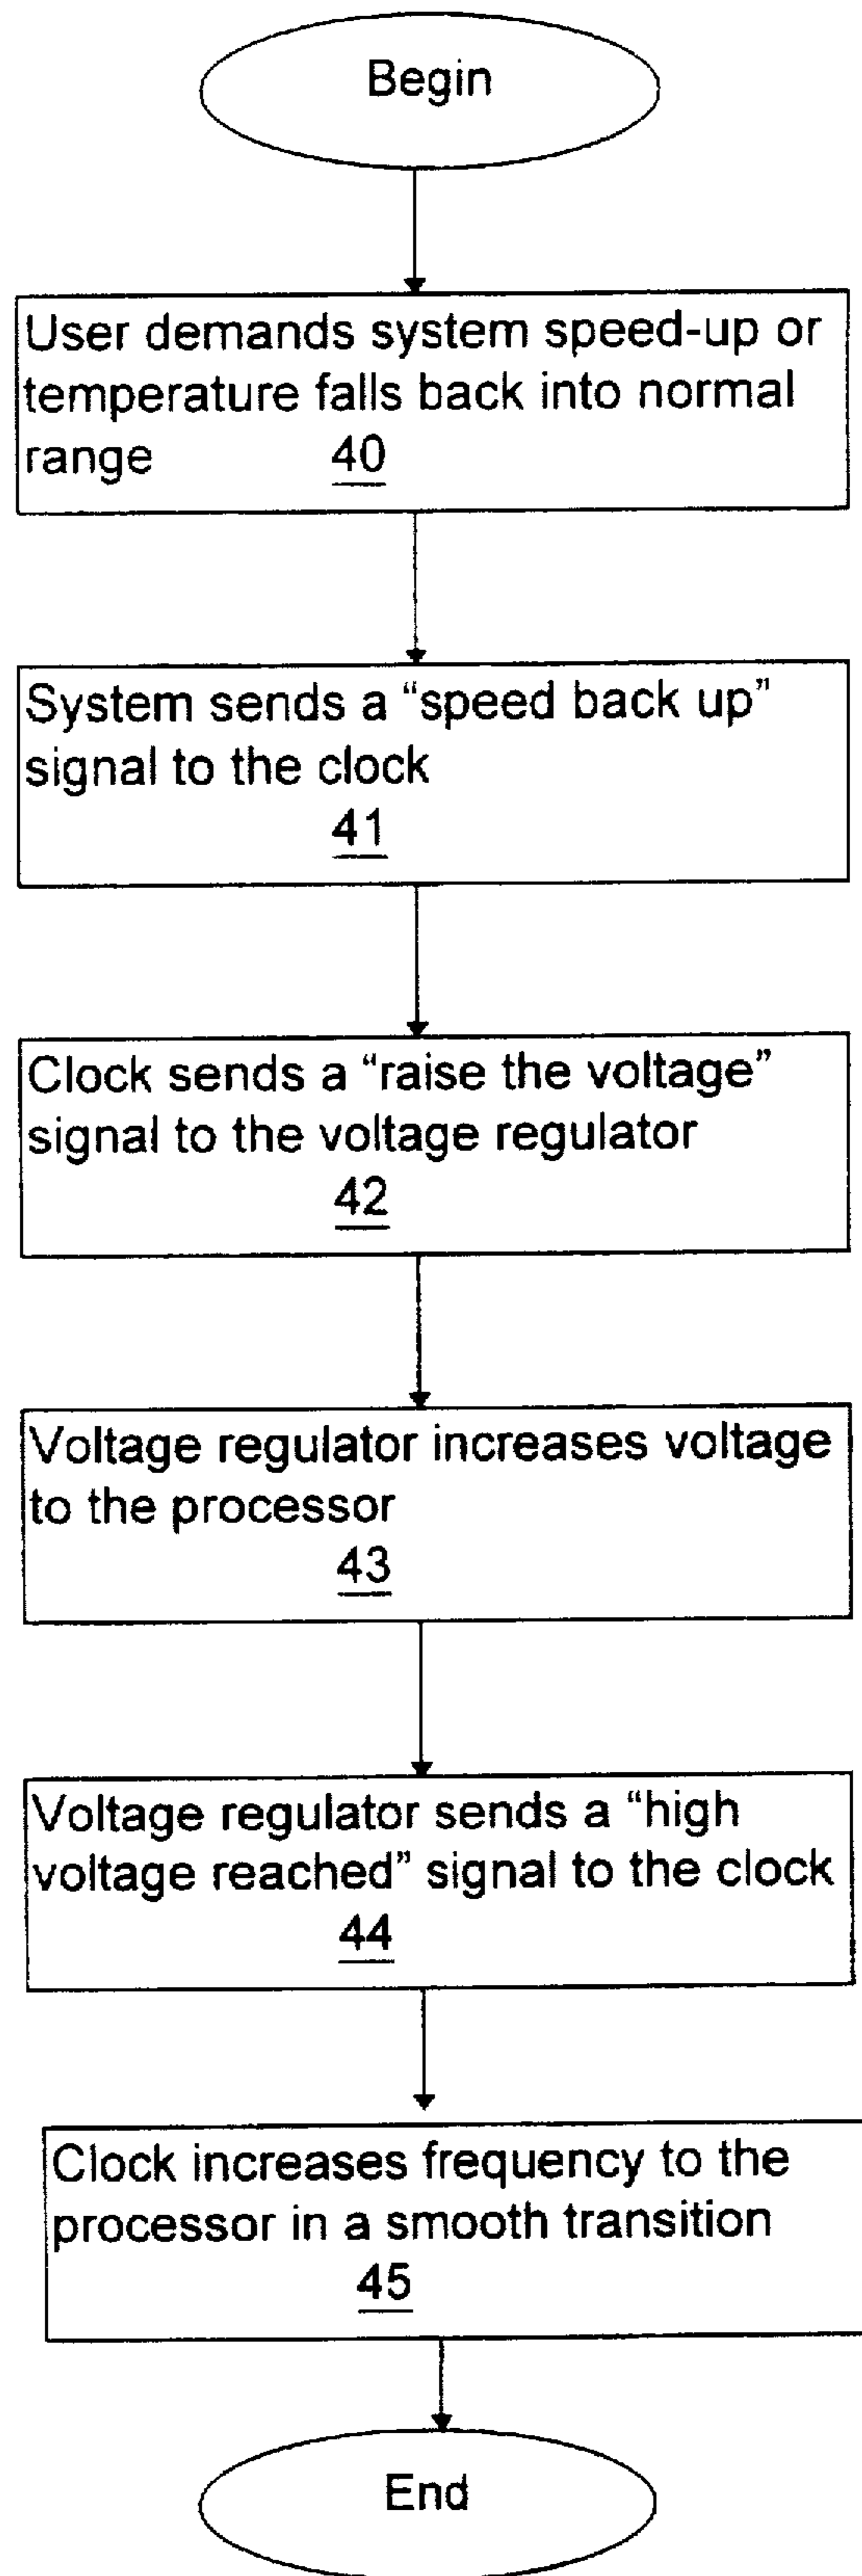 Begin
User demands system speed-up or
temperature falls back into normal
range 40
System sends a “speed back up”
signal to the clock
41
Clock sends a “raise the voltage”
signal to the voltage regulator
42
Voltage regulator increases voltage
to the processor
43
Voltage regulator sends a “high
voltage reached” signal to the clock
44
Clock increases frequency to the
processor in a smooth transition
45
End